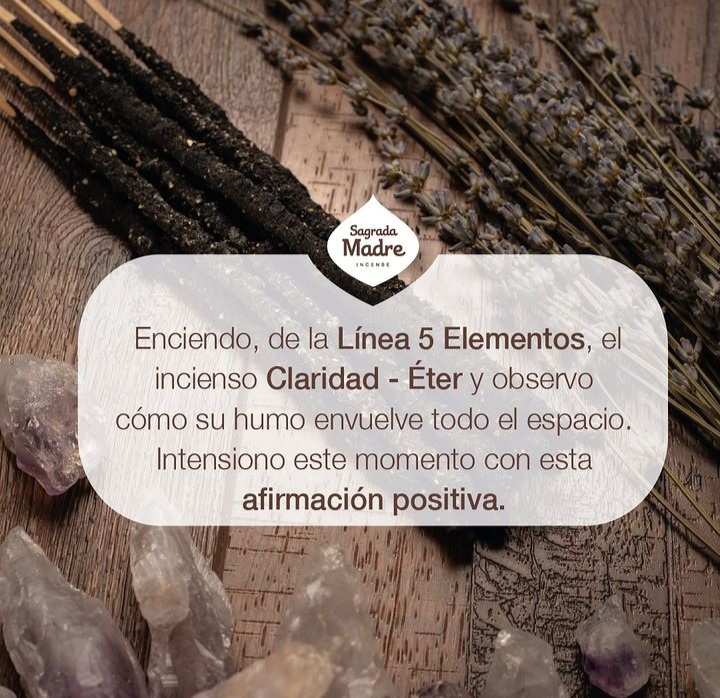 Sagrada
Madre
INCENSE
Enciendo, de la Línea 5 Elementos, el
incienso Claridad - Éter y observo
cómo su humo envuelve todo el espacio.
Intensiono este momento con esta
afirmación positiva.